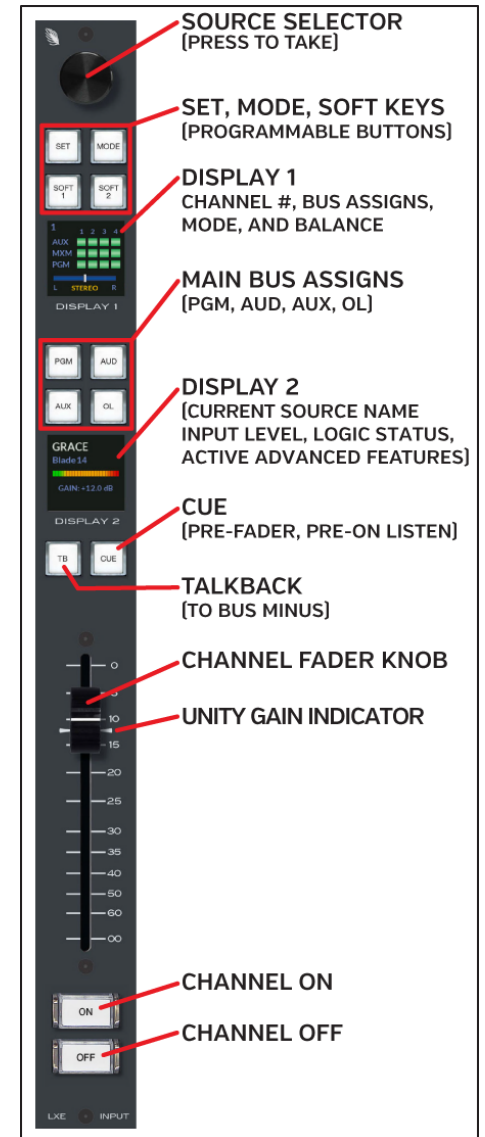 SOURCE SELECTOR
(PRESS TO TAKE)
SET, MODE, SOFT KEYS
(PROGRAMMABLE BUTTONS)
SET
MODE
SOFT
1
SOFT
2
DISPLAY 1
CHANNEL #, BUS ASSIGNS,
MODE, AND BALANCE
1
1 2 3 4
AUX
MXM
PGM
L STEREO R
DISPLAY 1
MAIN BUS ASSIGNS
(PGM, AUD, AUX, OL)
PGM
AUD
AUX
OL
DISPLAY 2
(CURRENT SOURCE NAME
INPUT LEVEL, LOGIC STATUS,
ACTIVE ADVANCED FEATURES)
GRACE
Blade 14
GAIN: +12.0 dB
DISPLAY 2
CUE
(PRE-FADER, PRE-ON LISTEN)
TB
CUE
TALKBACK
(TO BUS MINUS)
CHANNEL FADER KNOB
UNITY GAIN INDICATOR
0
5
10
15
20
25
30
35
40
50
60
00
CHANNEL ON
ON
CHANNEL OFF
OFF
LXE INPUT